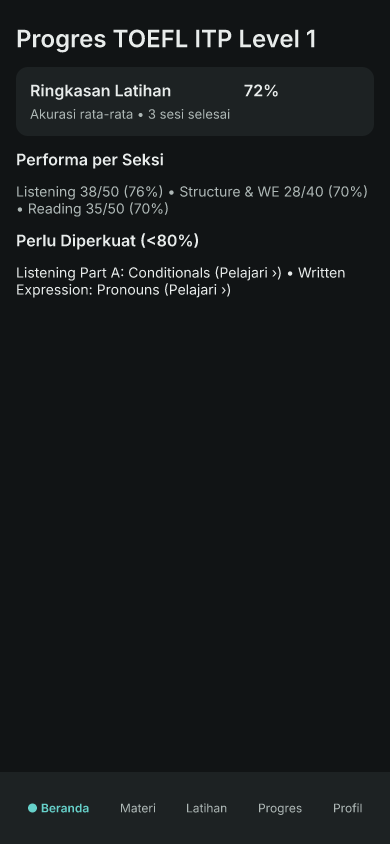 Progres TOEFL ITP Level 1
Ringkasan Latihan 72%
Akurasi rata-rata • 3 sesi selesai
Performa per Seksi
Listening 38/50 (76%) • Structure & WE 28/40 (70%)
• Reading 35/50 (70%)
Perlu Diperkuat (<80%)
Listening Part A: Conditionals (Pelajari ›) • Written
Expression: Pronouns (Pelajari ›)
Beranda Materi Latihan Progres Profil